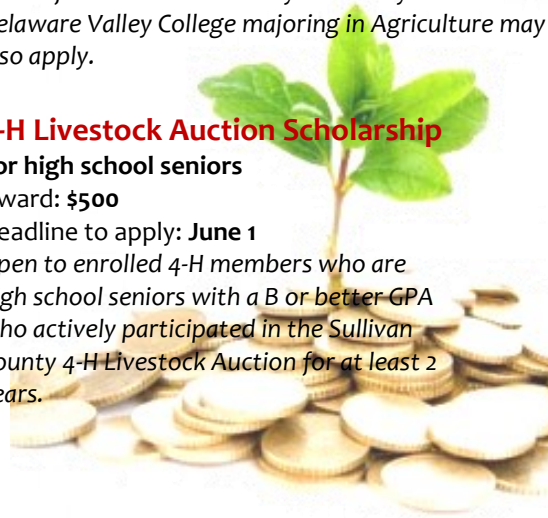 elaware Valley College majoring in Agriculture may
so apply.
-H Livestock Auction Scholarship
or high school seniors
ward: $500
eadline to apply: June 1
pen to enrolled 4-H members who are
gh school seniors with a B or better GPA
ho actively participated in the Sullivan
ounty 4-H Livestock Auction for at least 2
ears.